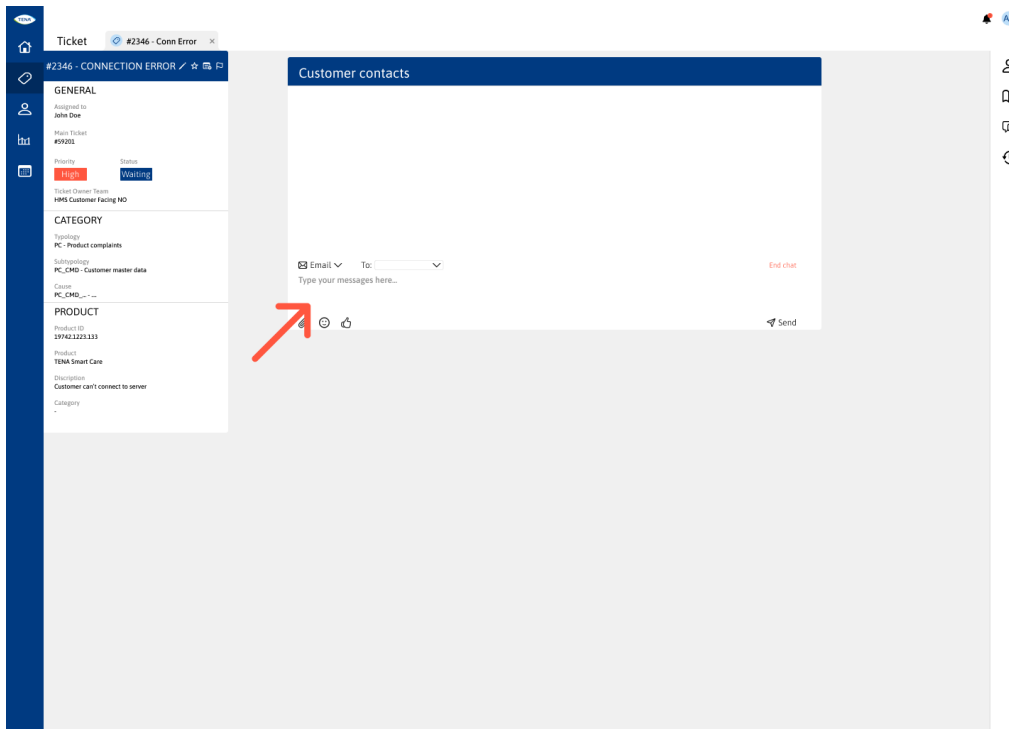 TENA
Ticket
#2346 - Conn Error ×
#2346 - CONNECTION ERROR
GENERAL
Assigned to
John Doe
Main Ticket
#59201
Priority Status
High Waiting
Ticket Owner Team
HMS Customer Facing NO
CATEGORY
Typology
PC - Product complaints
Subtypology
PC_CMD - Customer master data
Cause
PC_CMD_... - ...
PRODUCT
Product ID
19742.1223.133
Product
TENA Smart Care
Discription
Customer can't connect to server
Category
-
Customer contacts
Email To: End chat
Type your messages here...
Send